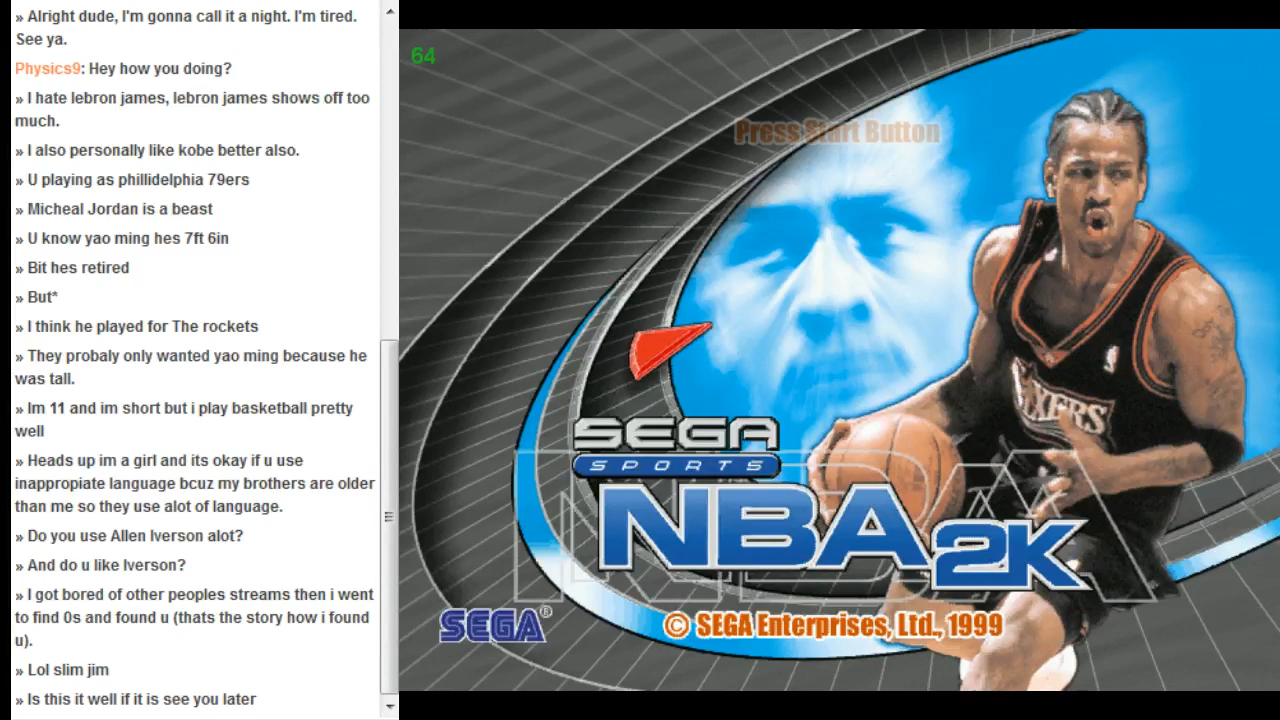 » Alright dude, I'm gonna call it a night. I'm tired.
See ya.
Physics9: Hey how you doing?
» I hate lebron james, lebron james shows off too
much.
» I also personally like kobe better also.
» U playing as phillidelphia 79ers
» Micheal Jordan is a beast
» U know yao ming hes 7ft 6in
» Bit hes retired
» But*
» I think he played for The rockets
» They probaly only wanted yao ming because he
was tall.
» Im 11 and im short but i play basketball pretty
well
» Heads up im a girl and its okay if u use
inappropiate language bcuz my brothers are older
than me so they use alot of language.
» Do you use Allen Iverson alot?
» And do u like Iverson?
» I got bored of other peoples streams then i went
to find 0s and found u (thats the story how i found
u).
» Lol slim jim
» Is this it well if it is see you later
64
Press Start Button
SIXERS
SEGA
SPORTS
NBA
NBA 2K
SEGA®
© SEGA Enterprises, Ltd., 1999